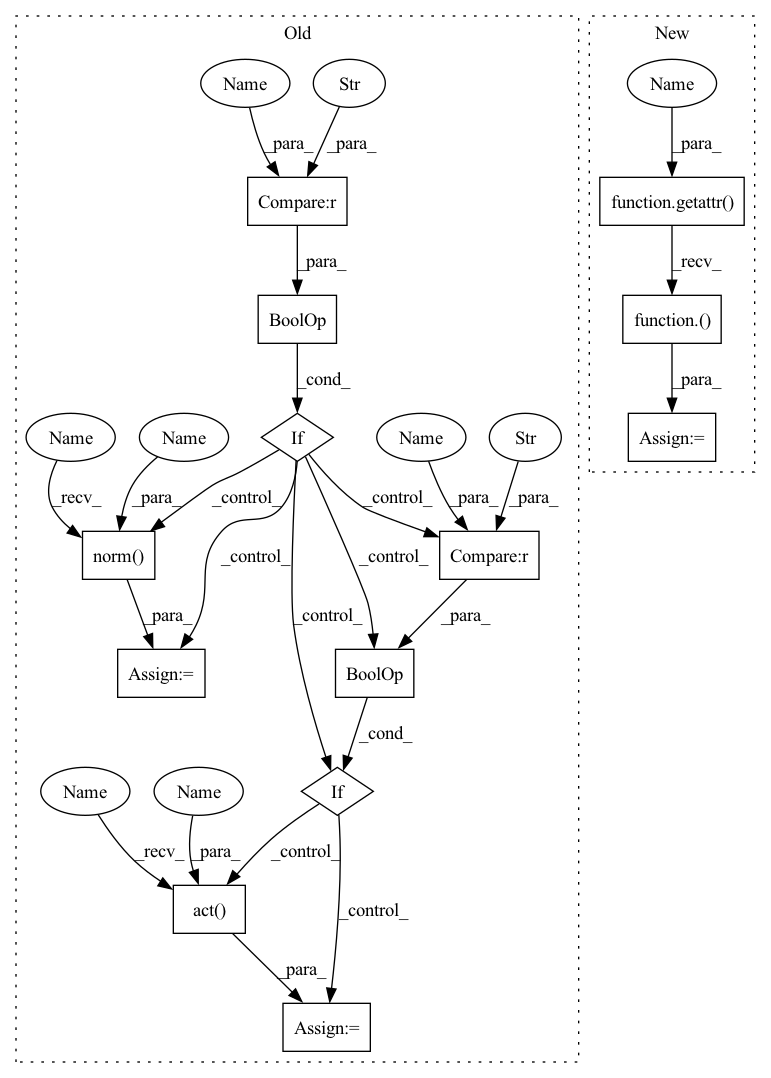 Old
New
Name
Str
Name
_para_
_para_
_para_
Compare:r
function.getattr()
_para_
_recv_
BoolOp
function.()
_cond_
_para_
Name
Name
If
Name
Str
Assign:=
_recv_
_para_
_control_
_control_
_para_
_para_
norm()
_control_
_control_
Compare:r
_para_
_control_
_para_
Assign:=
BoolOp
_cond_
Name
Name
If
_recv_
_para_
_control_
act()
_control_
_para_
Assign:=